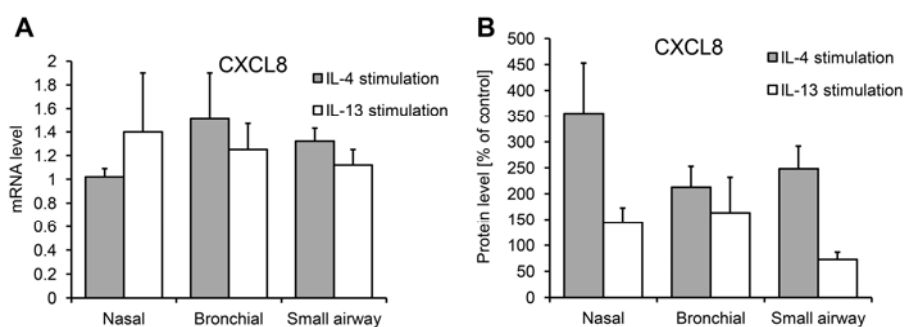 A
CXCL8
2
1.8
1.6
1.4
1.2
1
0.8
0.6
0.4
0.2
0
mRNA level
IL-4 stimulation
IL-13 stimulation
Nasal Bronchial Small airway
B
CXCL8
500
450
400
350
300
250
200
150
100
50
0
Protein level [% of control]
IL-4 stimulation
IL-13 stimulation
Nasal Bronchial Small airway